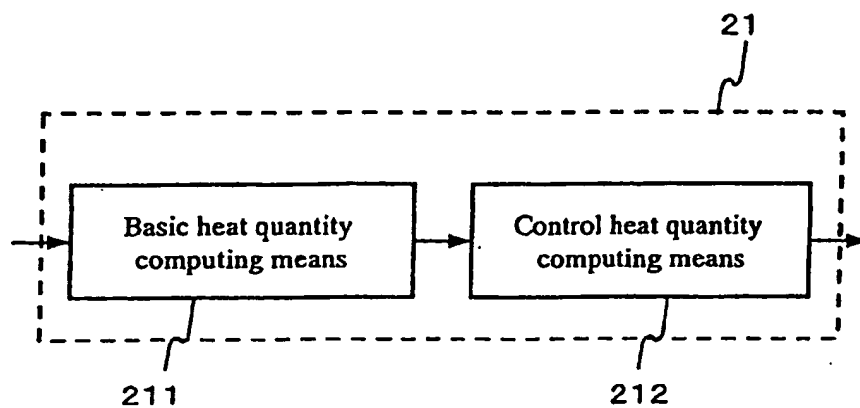 21
Basic heat quantity
computing means
Control heat quantity
computing means
211
212